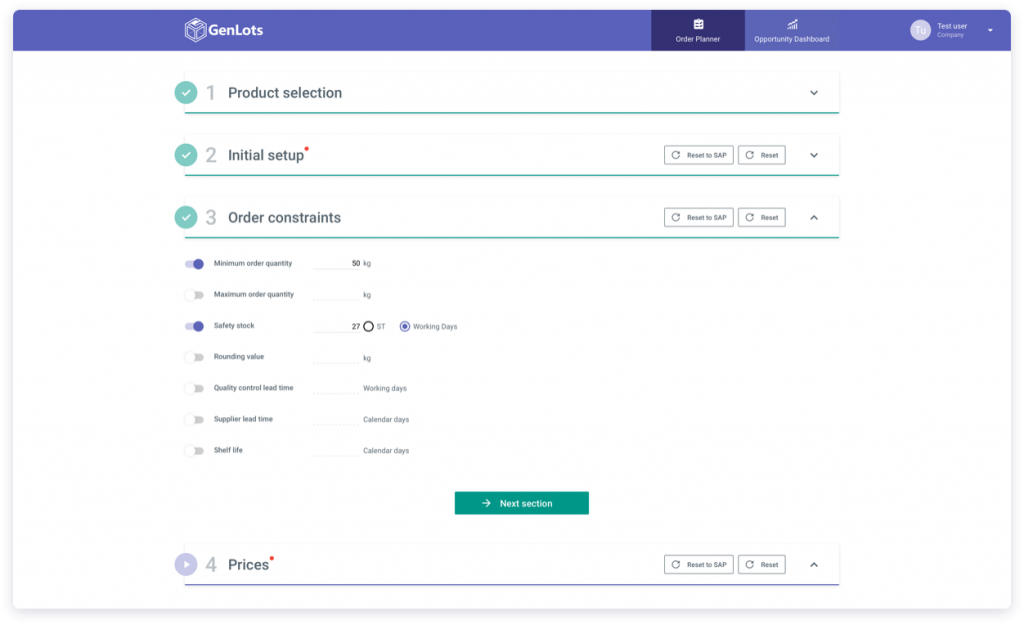 GenLots
Order Planner
Opportunity Dashboard
Tu
Test user
Company
1 Product selection
2 Initial setup
Reset to SAP
Reset
3 Order constraints
Reset to SAP
Reset
Minimum order quantity 50 kg
Maximum order quantity kg
Safety stock 27 ST Working Days
Rounding value kg
Quality control lead time Working days
Supplier lead time Calendar days
Shelf life Calendar days
Next section
4 Prices
Reset to SAP
Reset